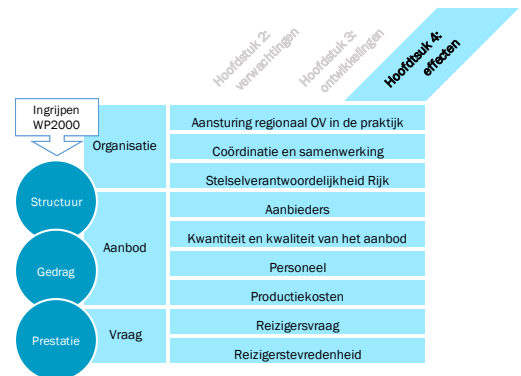 Hoofdstuk 2:
verwachtingen
Hoofdstuk 3:
ontwikkelingen
Hoofdtsuk 4:
effecten
Ingrijpen
WP2000
Organisatie
Aansturing regionaal OV in de praktijk
Coördinatie en samenwerking
Stelselverantwoordelijkheid Rijk
Structuur
Aanbod
Aanbieders
Kwantiteit en kwaliteit van het aanbod
Gedrag
Personeel
Productiekosten
Prestatie
Vraag
Reizigersvraag
Reizigerstevredenheid